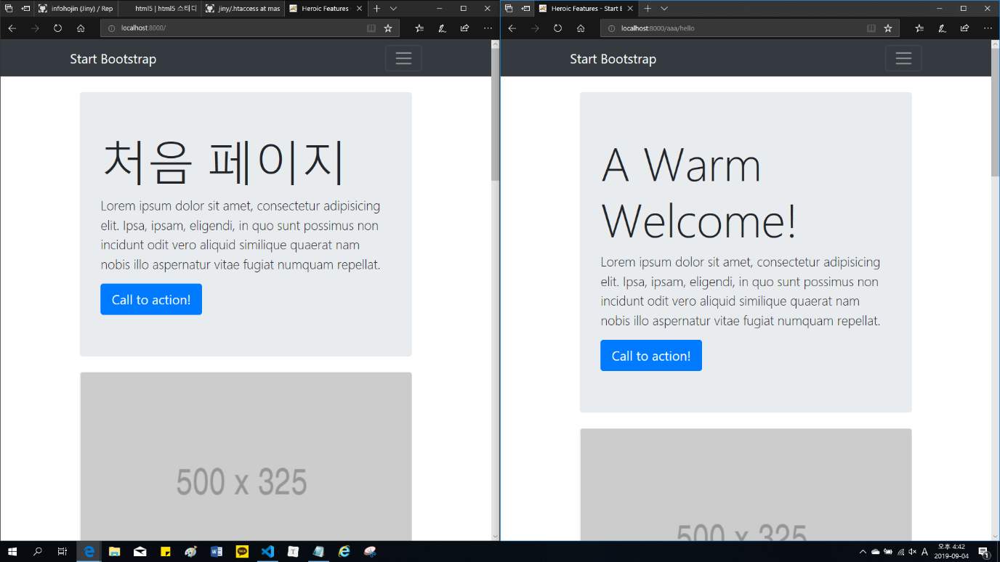 infohojin (Jiny) / Rep
html5 | html5 스터디
jiny/.htaccess at mas
Heroic Features -
localhost:8000/
Start Bootstrap
처음 페이지
Lorem ipsum dolor sit amet, consectetur adipisicing
elit. Ipsa, ipsam, eligendi, in quo sunt possimus non
incidunt odit vero aliquid similique quaerat nam
nobis illo aspernatur vitae fugiat numquam repellat.
Call to action!
500 x 325
Heroic Features - Start B
localhost:8000/aaa/hello
Start Bootstrap
A Warm
Welcome!
Lorem ipsum dolor sit amet, consectetur adipisicing
elit. Ipsa, ipsam, eligendi, in quo sunt possimus non
incidunt odit vero aliquid similique quaerat nam
nobis illo aspernatur vitae fugiat numquam repellat.
Call to action!
500 x 325
TALK
T
A
오후 4:42
2019-09-04
1